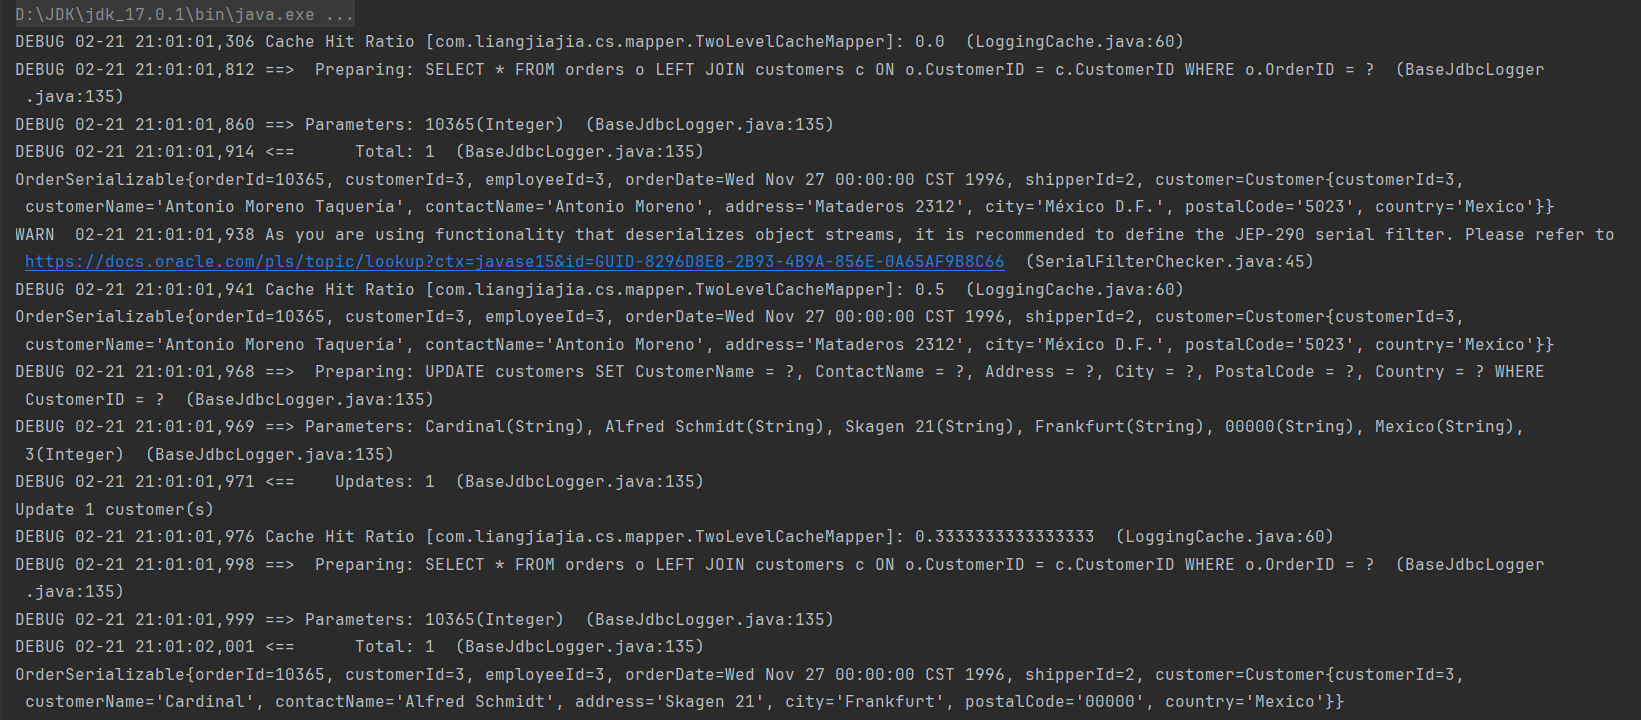 D:\JDK\jdk_17.0.1\bin\java.exe ...
DEBUG 02-21 21:01:01,306 Cache Hit Ratio [com.liangjiajia.cs.mapper.TwoLevelCacheMapper]: 0.0  (LoggingCache.java:60)
DEBUG 02-21 21:01:01,812 ==>  Preparing: SELECT * FROM orders o LEFT JOIN customers c ON o.CustomerID = c.CustomerID WHERE o.OrderID = ?  (BaseJdbcLogger
.java:135)
DEBUG 02-21 21:01:01,860 ==> Parameters: 10365(Integer)  (BaseJdbcLogger.java:135)
DEBUG 02-21 21:01:01,914 <==      Total: 1  (BaseJdbcLogger.java:135)
OrderSerializable{orderId=10365, customerId=3, employeeId=3, orderDate=Wed Nov 27 00:00:00 CST 1996, shipperId=2, customer=Customer{customerId=3,
customerName='Antonio Moreno Taquería', contactName='Antonio Moreno', address='Mataderos 2312', city='México D.F.', postalCode='5023', country='Mexico'}}
WARN  02-21 21:01:01,938 As you are using functionality that deserializes object streams, it is recommended to define the JEP-290 serial filter. Please refer to
https://docs.oracle.com/pls/topic/lookup?ctx=javase15&id=GUID-8296D8E8-2B93-4B9A-856E-0A65AF9B8C66  (SerialFilterChecker.java:45)
DEBUG 02-21 21:01:01,941 Cache Hit Ratio [com.liangjiajia.cs.mapper.TwoLevelCacheMapper]: 0.5  (LoggingCache.java:60)
OrderSerializable{orderId=10365, customerId=3, employeeId=3, orderDate=Wed Nov 27 00:00:00 CST 1996, shipperId=2, customer=Customer{customerId=3,
customerName='Antonio Moreno Taquería', contactName='Antonio Moreno', address='Mataderos 2312', city='México D.F.', postalCode='5023', country='Mexico'}}
DEBUG 02-21 21:01:01,968 ==>  Preparing: UPDATE customers SET CustomerName = ?, ContactName = ?, Address = ?, City = ?, PostalCode = ?, Country = ? WHERE
CustomerID = ?  (BaseJdbcLogger.java:135)
DEBUG 02-21 21:01:01,969 ==> Parameters: Cardinal(String), Alfred Schmidt(String), Skagen 21(String), Frankfurt(String), 00000(String), Mexico(String),
3(Integer)  (BaseJdbcLogger.java:135)
DEBUG 02-21 21:01:01,971 <==    Updates: 1  (BaseJdbcLogger.java:135)
Update 1 customer(s)
DEBUG 02-21 21:01:01,976 Cache Hit Ratio [com.liangjiajia.cs.mapper.TwoLevelCacheMapper]: 0.3333333333333333  (LoggingCache.java:60)
DEBUG 02-21 21:01:01,998 ==>  Preparing: SELECT * FROM orders o LEFT JOIN customers c ON o.CustomerID = c.CustomerID WHERE o.OrderID = ?  (BaseJdbcLogger
.java:135)
DEBUG 02-21 21:01:01,999 ==> Parameters: 10365(Integer)  (BaseJdbcLogger.java:135)
DEBUG 02-21 21:01:02,001 <==      Total: 1  (BaseJdbcLogger.java:135)
OrderSerializable{orderId=10365, customerId=3, employeeId=3, orderDate=Wed Nov 27 00:00:00 CST 1996, shipperId=2, customer=Customer{customerId=3,
customerName='Cardinal', contactName='Alfred Schmidt', address='Skagen 21', city='Frankfurt', postalCode='00000', country='Mexico'}}